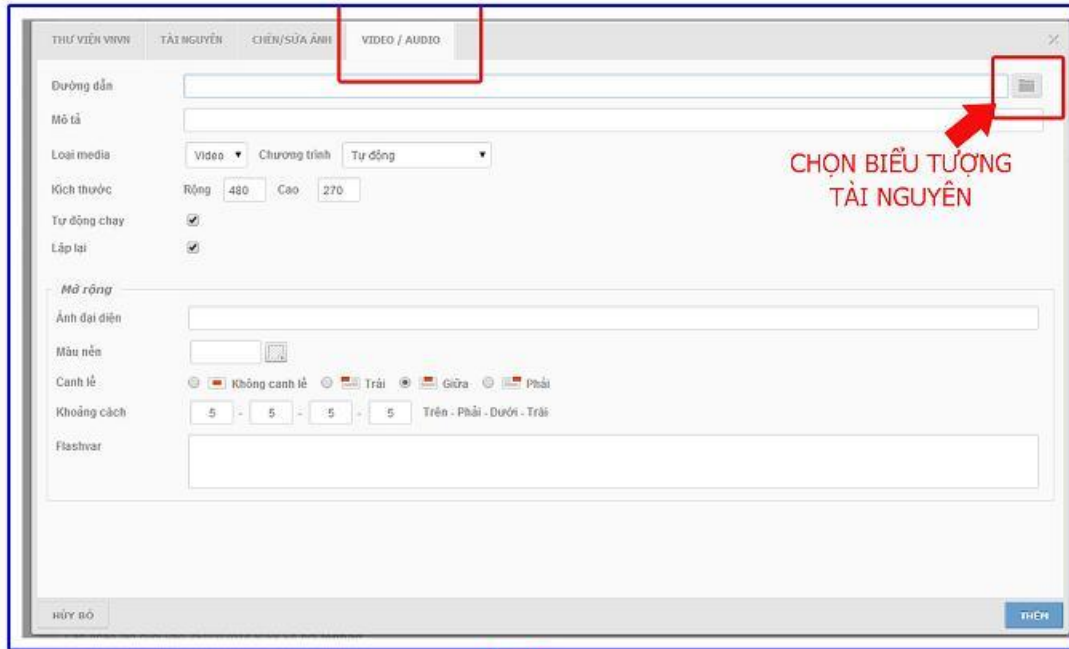 THƯ VIỆN VNVN TÀI NGUYÊN CHÈN/SỬA ẢNH VIDEO / AUDIO
Đường dẫn
Mô tả
CHỌN BIỂU TƯỢNG
TÀI NGUYÊN
Loại media Video Chương trình Tự động
Kích thước Rộng 480 Cao 270
Tự động chạy
Lặp lại
Mở rộng
Ảnh đại diện
Màu nền
Canh lề Không canh lề Trái Giữa Phải
Khoảng cách 5 - 5 - 5 - 5 Trên - Phải - Dưới - Trái
Flashvar
HỦY BỎ THÊM